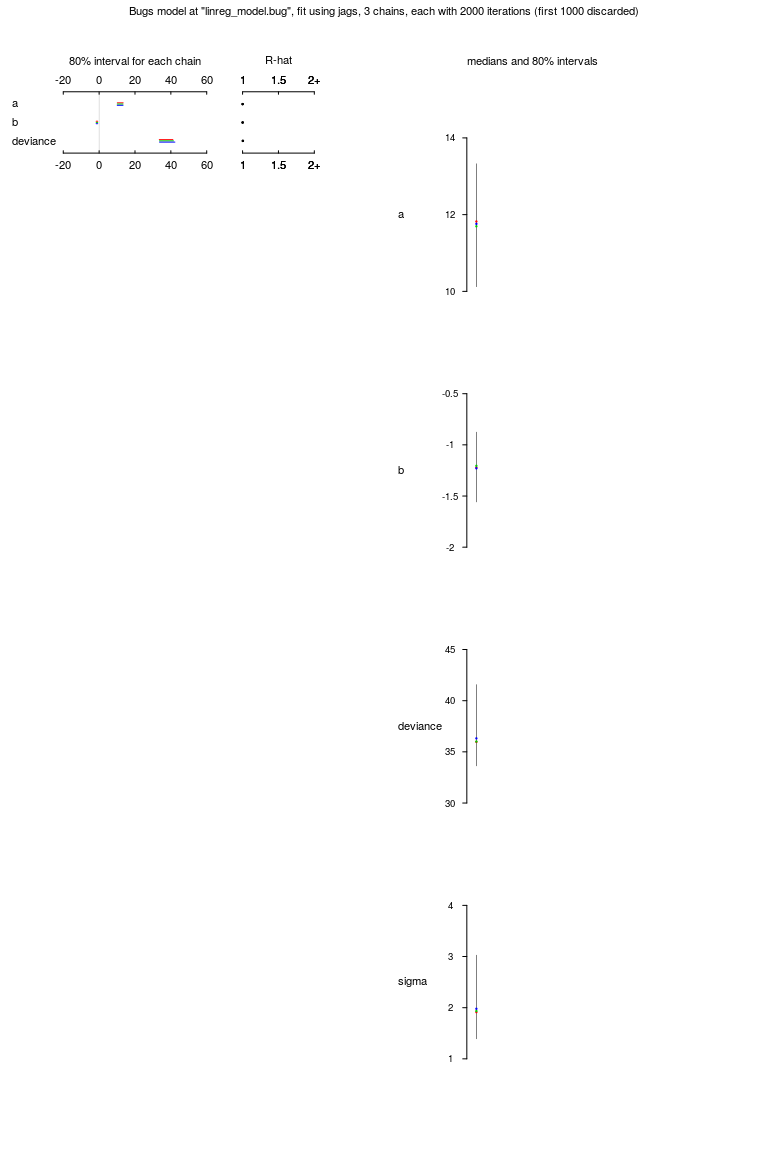 Bugs model at "linreg_model.bug", fit using jags, 3 chains, each with 2000 iterations (first 1000 discarded)
80% interval for each chain
R-hat
-20 0 20 40 60
1 1.5 2+
a
b
deviance
-20 0 20 40 60
1 1.5 2+
medians and 80% intervals
14
a 12
10
-0.5
-1
b
-1.5
-2
45
40
deviance
35
30
4
3
sigma
2
1